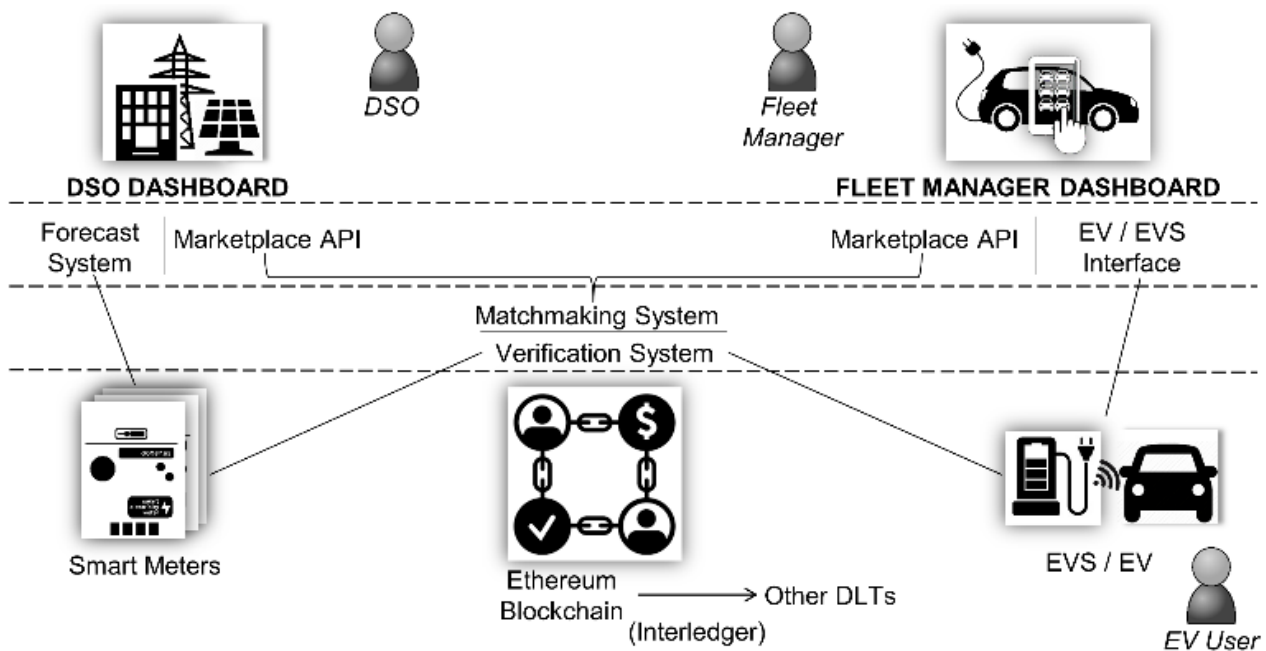 DSO
Fleet
Manager
DSO DASHBOARD
FLEET MANAGER DASHBOARD
Forecast
System
Marketplace API
Marketplace API
EV / EVS
Interface
Matchmaking System
Verification System
$
Smart Meters
Ethereum
Blockchain
Other DLTs
(Interledger)
EVS / EV
EV User